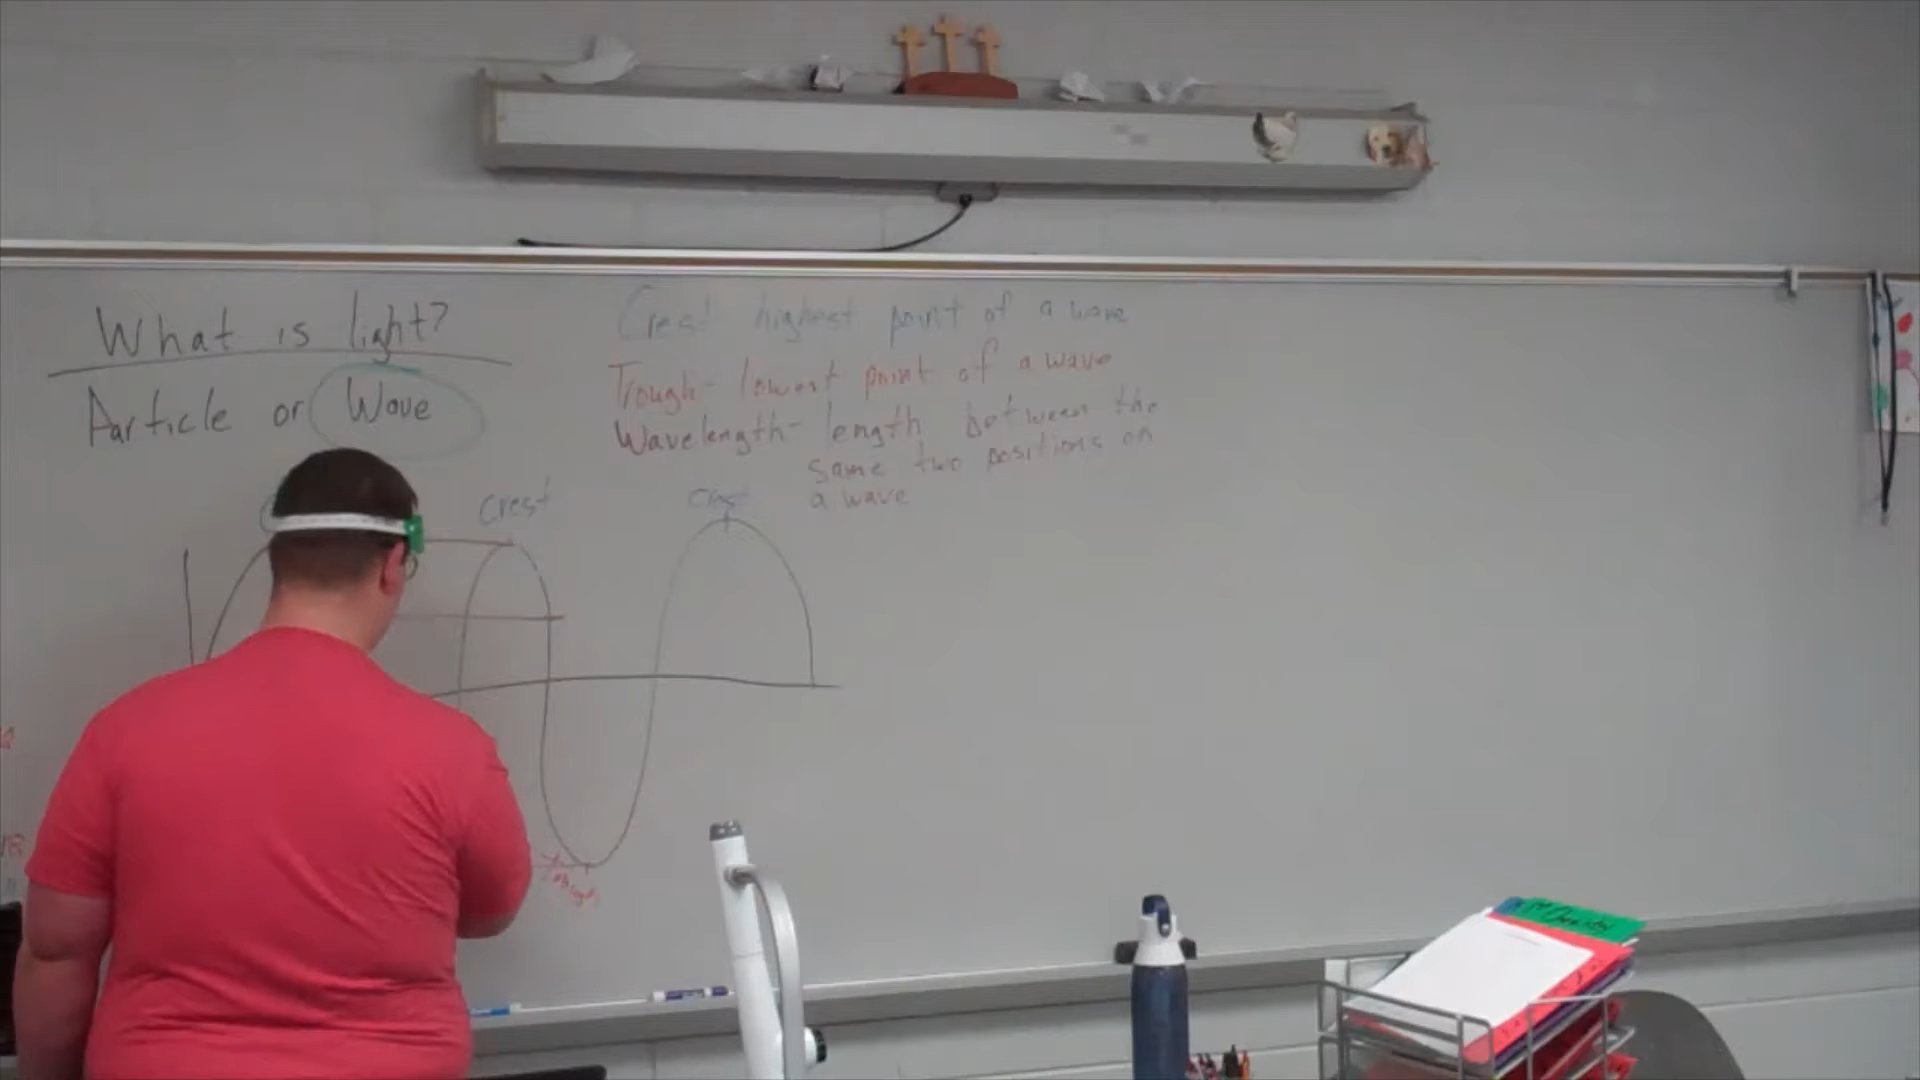 What is light?
Particle or Wave
Crest highest point of a wave
Trough- lowest point of a wave
Wavelength- length between the
same two positions on
a wave
Crest
Crest
Density